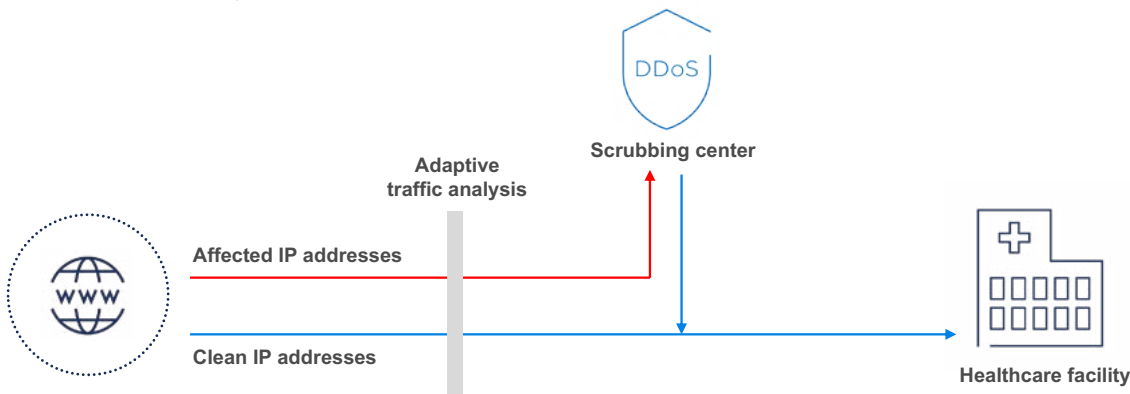 DDoS
Scrubbing center
Adaptive
traffic analysis
Affected IP addresses
www
Clean IP addresses
Healthcare facility